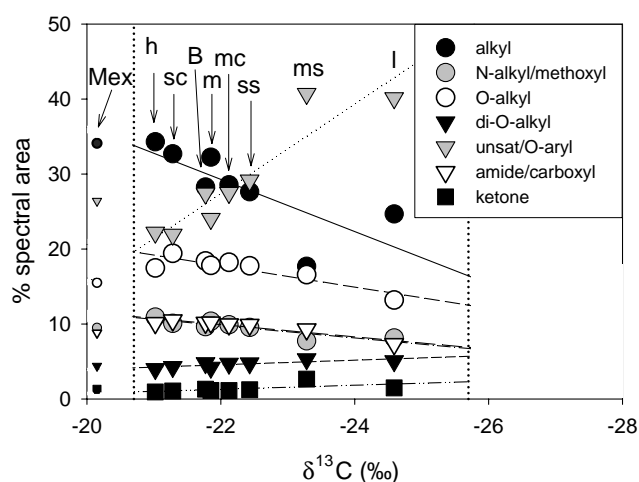 50
40
30
20
10
0
% spectral area
Mex
h
sc
B
m
mc
ss
ms
l
alkyl
N-alkyl/methoxyl
O-alkyl
di-O-alkyl
unsat/O-aryl
amide/carboxyl
ketone
-20 -22 -24 -26 -28
δ¹³C (‰)